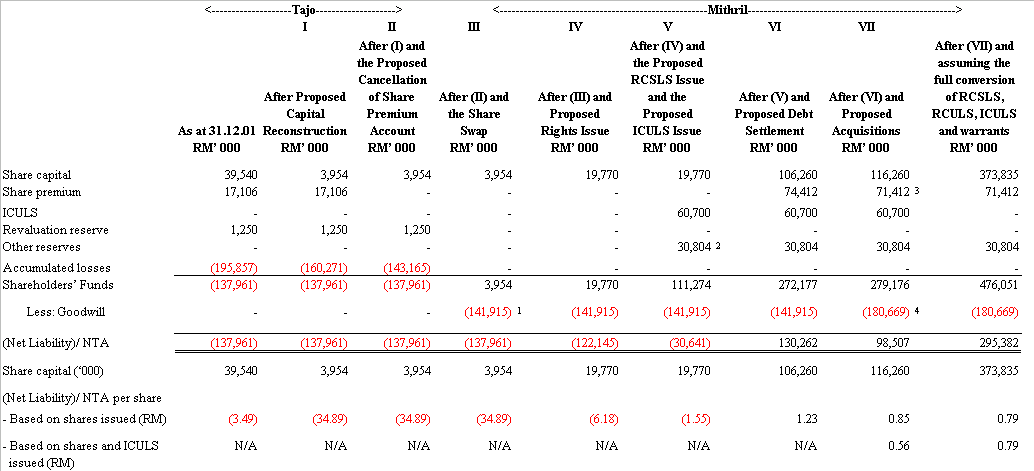 <---------------------Tajo---------------------> <---------------------Mithril--------------------->
I II III IV V VI VII
As at 31.12.01 RM’ 000 After Proposed Capital Reconstruction RM’ 000 After (I) and the Proposed Cancellation of Share Premium Account RM’ 000 After (II) and the Share Swap RM’ 000 After (III) and Proposed Rights Issue RM’ 000 After (IV) and the Proposed RCSLS Issue and the Proposed ICULS Issue RM’ 000 After (V) and Proposed Debt Settlement RM’ 000 After (VI) and Proposed Acquisitions RM’ 000 After (VII) and assuming the full conversion of RCSLS, RCULS, ICULS and warrants RM’ 000
Share capital 39,540 3,954 3,954 3,954 19,770 19,770 106,260 116,260 373,835
Share premium 17,106 17,106 - - - - 74,412 71,412 3 71,412
ICULS - - - - - 60,700 60,700 60,700 -
Revaluation reserve 1,250 1,250 1,250 - - - - - -
Other reserves - - - - - 30,804 2 30,804 30,804 30,804
Accumulated losses (195,857) (160,271) (143,165) - - - - - -
Shareholders’ Funds (137,961) (137,961) (137,961) 3,954 19,770 111,274 272,177 279,176 476,051
Less: Goodwill - - - (141,915) 1 (141,915) (141,915) (141,915) (180,669) 4 (180,669)
(Net Liability)/ NTA (137,961) (137,961) (137,961) (137,961) (122,145) (30,641) 130,262 98,507 295,382
Share capital (‘000) 39,540 3,954 3,954 3,954 19,770 19,770 106,260 116,260 373,835
(Net Liability)/ NTA per share
- Based on shares issued (RM) (3.49) (34.89) (34.89) (34.89) (6.18) (1.55) 1.23 0.85 0.79
- Based on shares and ICULS N/A N/A N/A N/A N/A N/A N/A 0.56 0.79
issued (RM)